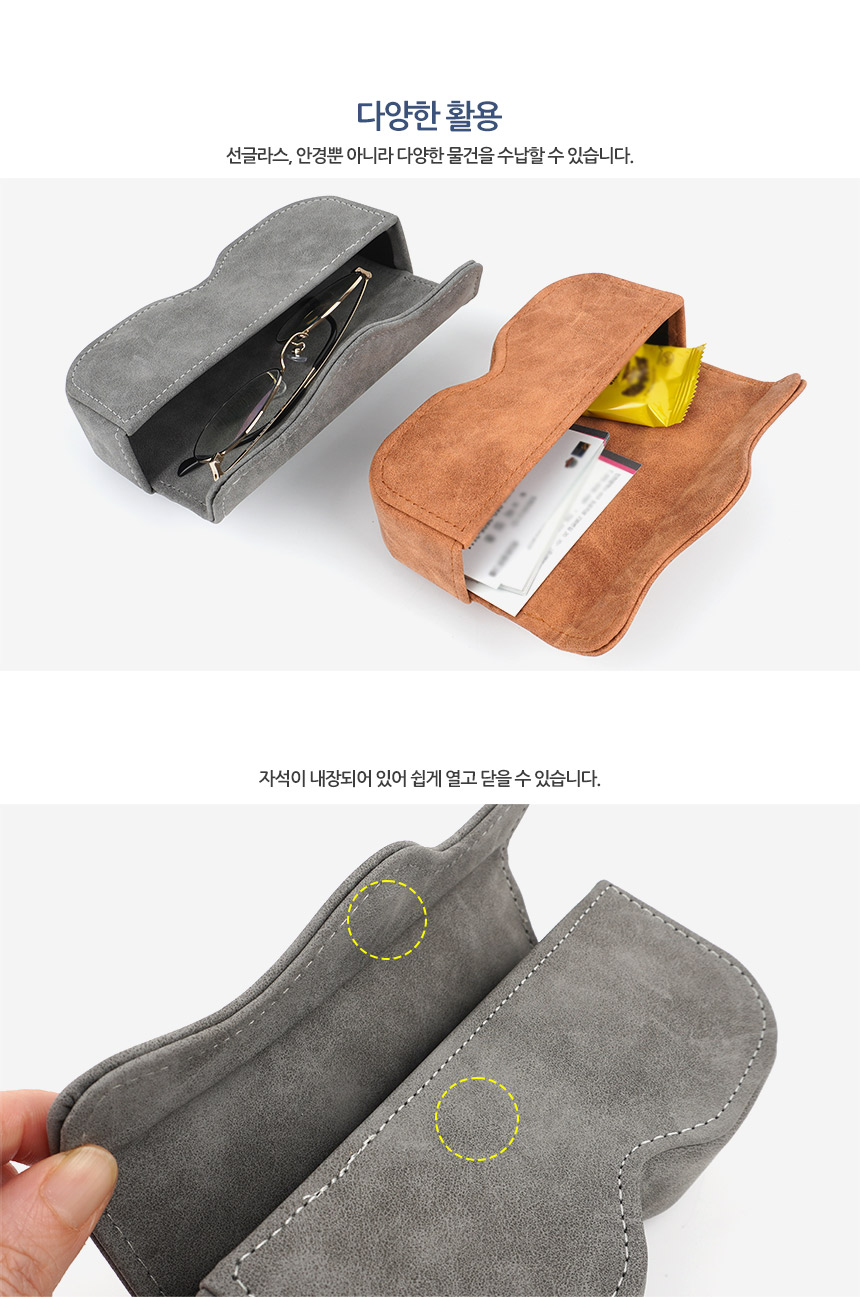 다양한 활용
선글라스, 안경뿐 아니라 다양한 물건을 수납할 수 있습니다.
자석이 내장되어 있어 쉽게 열고 닫을 수 있습니다.